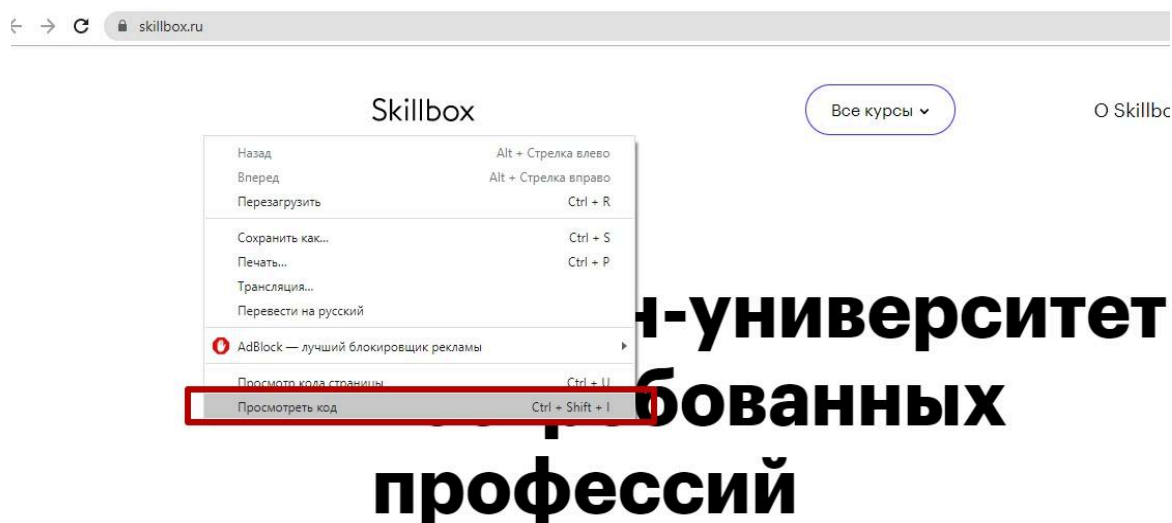 skillbox.ru
Skillbox
Все курсы
О Skillbo
Назад Alt + Стрелка влево
Вперед Alt + Стрелка вправо
Перезагрузить Ctrl + R
Сохранить как... Ctrl + S
Печать... Ctrl + P
Трансляция...
Перевести на русский
AdBlock — лучший блокировщик рекламы
Просмотр кода страницы Ctrl + U
Просмотреть код Ctrl + Shift + I
н-университет
бованных
профессий